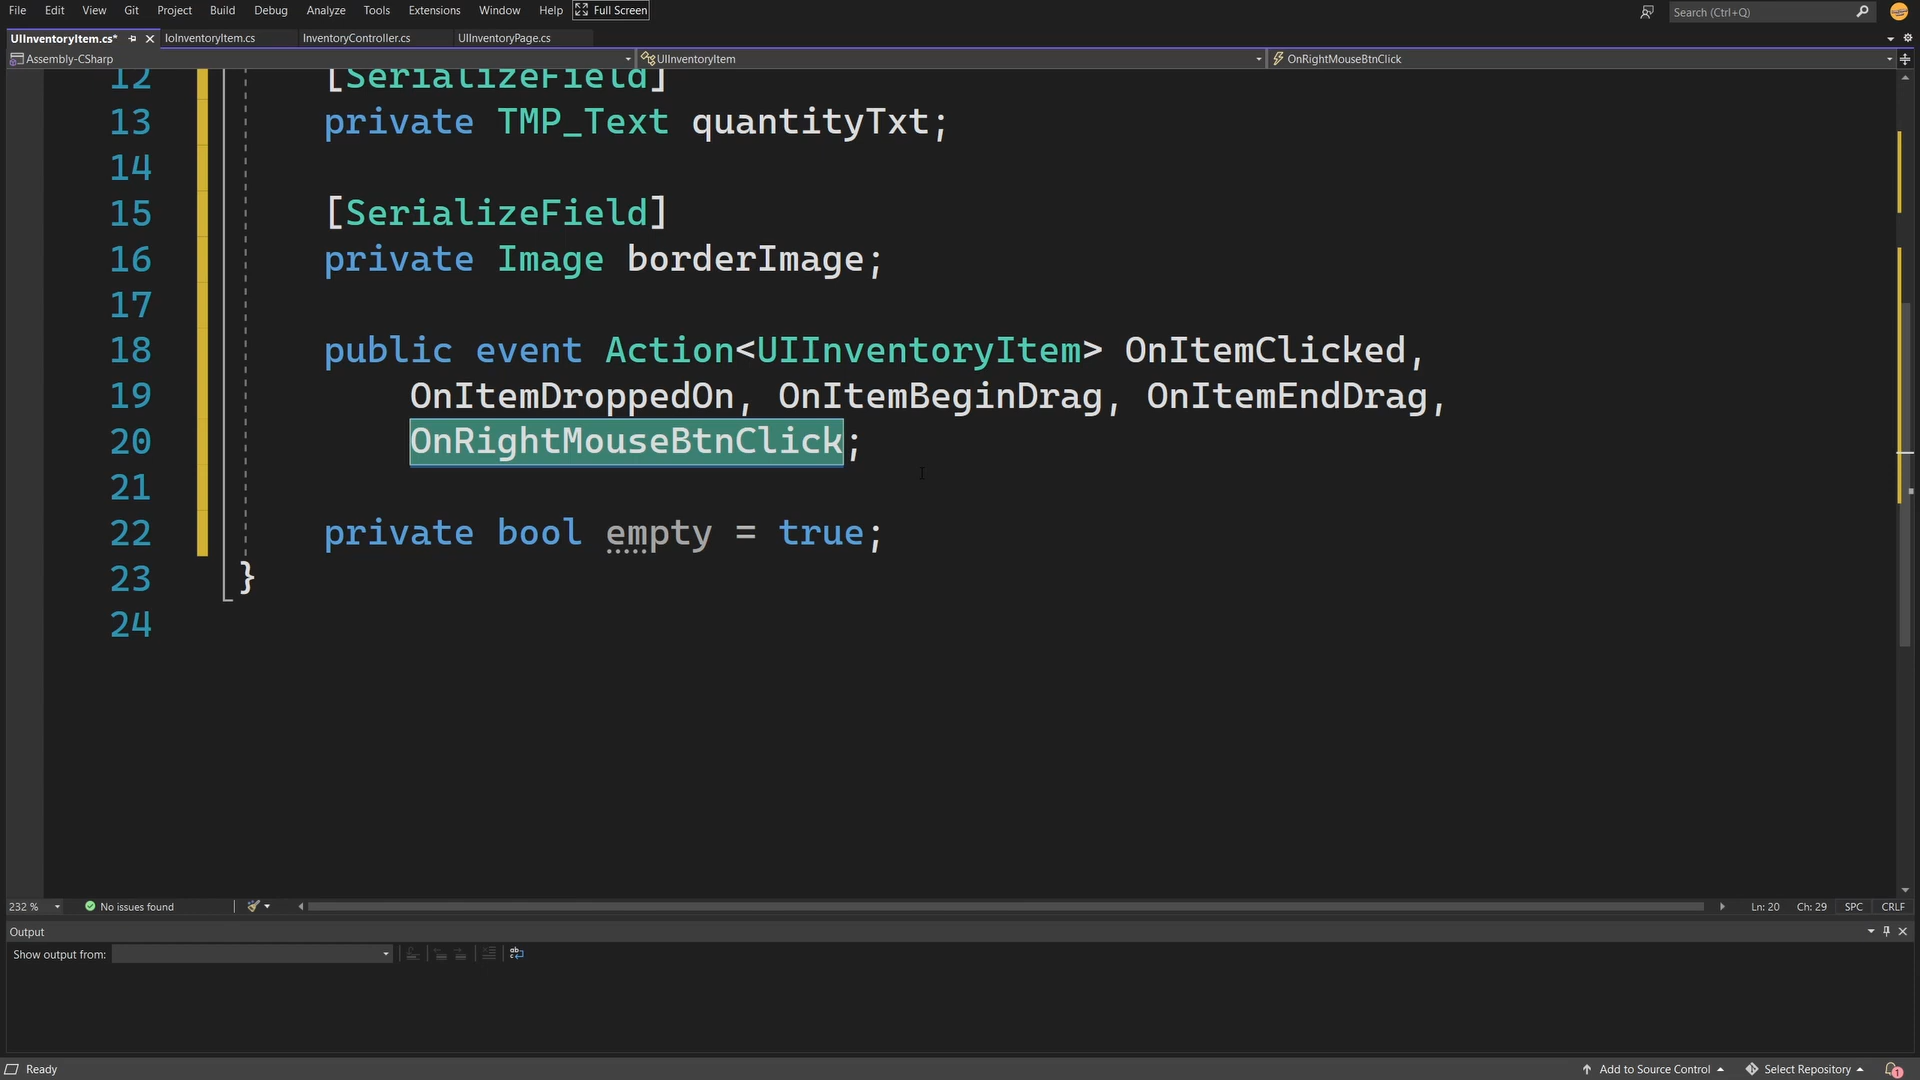 File Edit View Git Project Build Debug Analyze Tools Extensions Window Help Full Screen Search (Ctrl+Q)
UIInventoryItem.cs* IoInventoryItem.cs InventoryController.cs UIInventoryPage.cs
Assembly-CSharp UIInventoryItem OnRightMouseBtnClick
12 [SerializeField]
13 private TMP_Text quantityTxt;
14
15 [SerializeField]
16 private Image borderImage;
17
18 public event Action<UIInventoryItem> OnItemClicked,
19 OnItemDroppedOn, OnItemBeginDrag, OnItemEndDrag,
20 OnRightMouseBtnClick;
21
22 private bool empty = true;
23 }
24
232 % No issues found Ln: 20 Ch: 29 SPC CRLF
Output
Show output from:
Ready Add to Source Control Select Repository 1